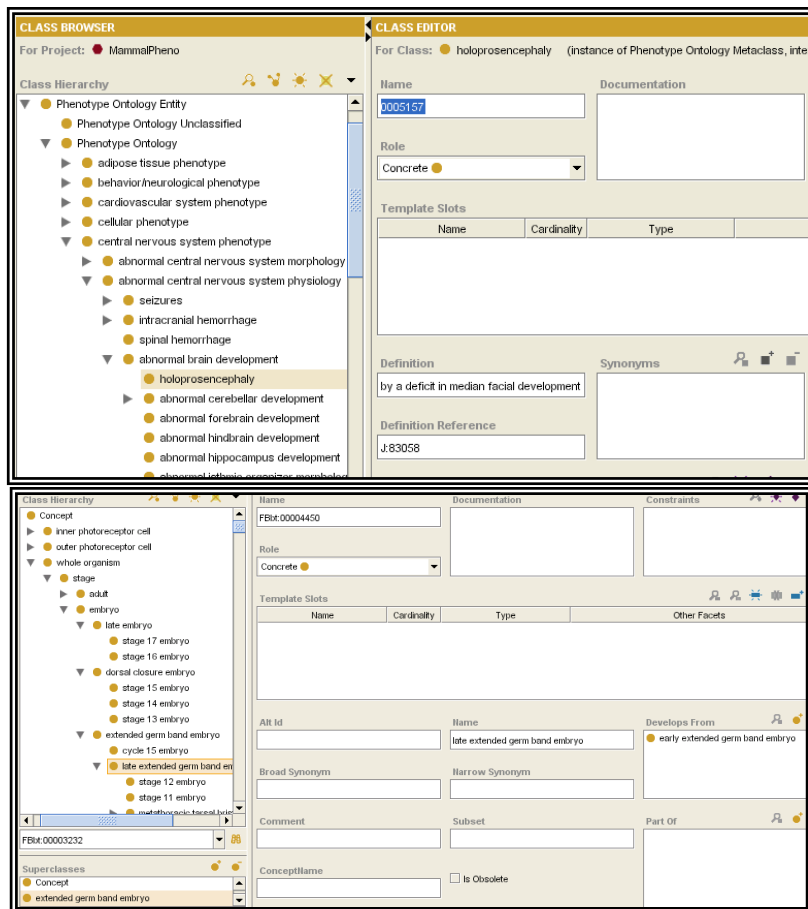 CLASS BROWSER
For Project: MammalPheno
Class Hierarchy
Phenotype Ontology Entity
Phenotype Ontology Unclassified
Phenotype Ontology
adipose tissue phenotype
behavior/neurological phenotype
cardiovascular system phenotype
cellular phenotype
central nervous system phenotype
abnormal central nervous system morphology
abnormal central nervous system physiology
seizures
intracranial hemorrhage
spinal hemorrhage
abnormal brain development
holoprosencephaly
abnormal cerebellar development
abnormal forebrain development
abnormal hindbrain development
abnormal hippocampus development
abnormal isthmic organizer morpholog
CLASS EDITOR
For Class: holoprosencephaly (instance of Phenotype Ontology Metaclass, inte
Name Documentation
0005157
Role
Concrete
Template Slots
Name Cardinality Type
Definition Synonyms
by a deficit in median facial development
Definition Reference
J:83058
Class Hierarchy
Concept
inner photoreceptor cell
outer photoreceptor cell
whole organism
stage
adult
embryo
late embryo
stage 17 embryo
stage 16 embryo
dorsal closure embryo
stage 15 embryo
stage 14 embryo
stage 13 embryo
extended germ band embryo
cycle 15 embryo
late extended germ band em
stage 12 embryo
stage 11 embryo
metathoracic tarsal bris
FBbt:00003232
Superclasses
Concept
extended germ band embryo
Name Documentation Constraints
FBbt:00004450
Role
Concrete
Template Slots
Name Cardinality Type Other Facets
Alt Id Name Develops From
late extended germ band embryo early extended germ band embryo
Broad Synonym Narrow Synonym
Comment Subset Part Of
ConceptName Is Obsolete